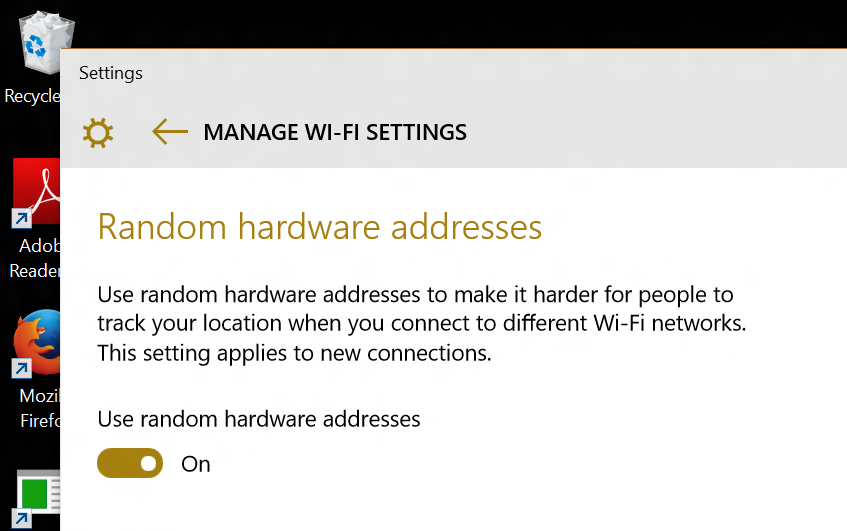 Recycle
Settings
MANAGE WI-FI SETTINGS
Random hardware addresses
Adob
Reader
Use random hardware addresses to make it harder for people to
track your location when you connect to different Wi-Fi networks.
This setting applies to new connections.
Mozil
Firefo
Use random hardware addresses
On